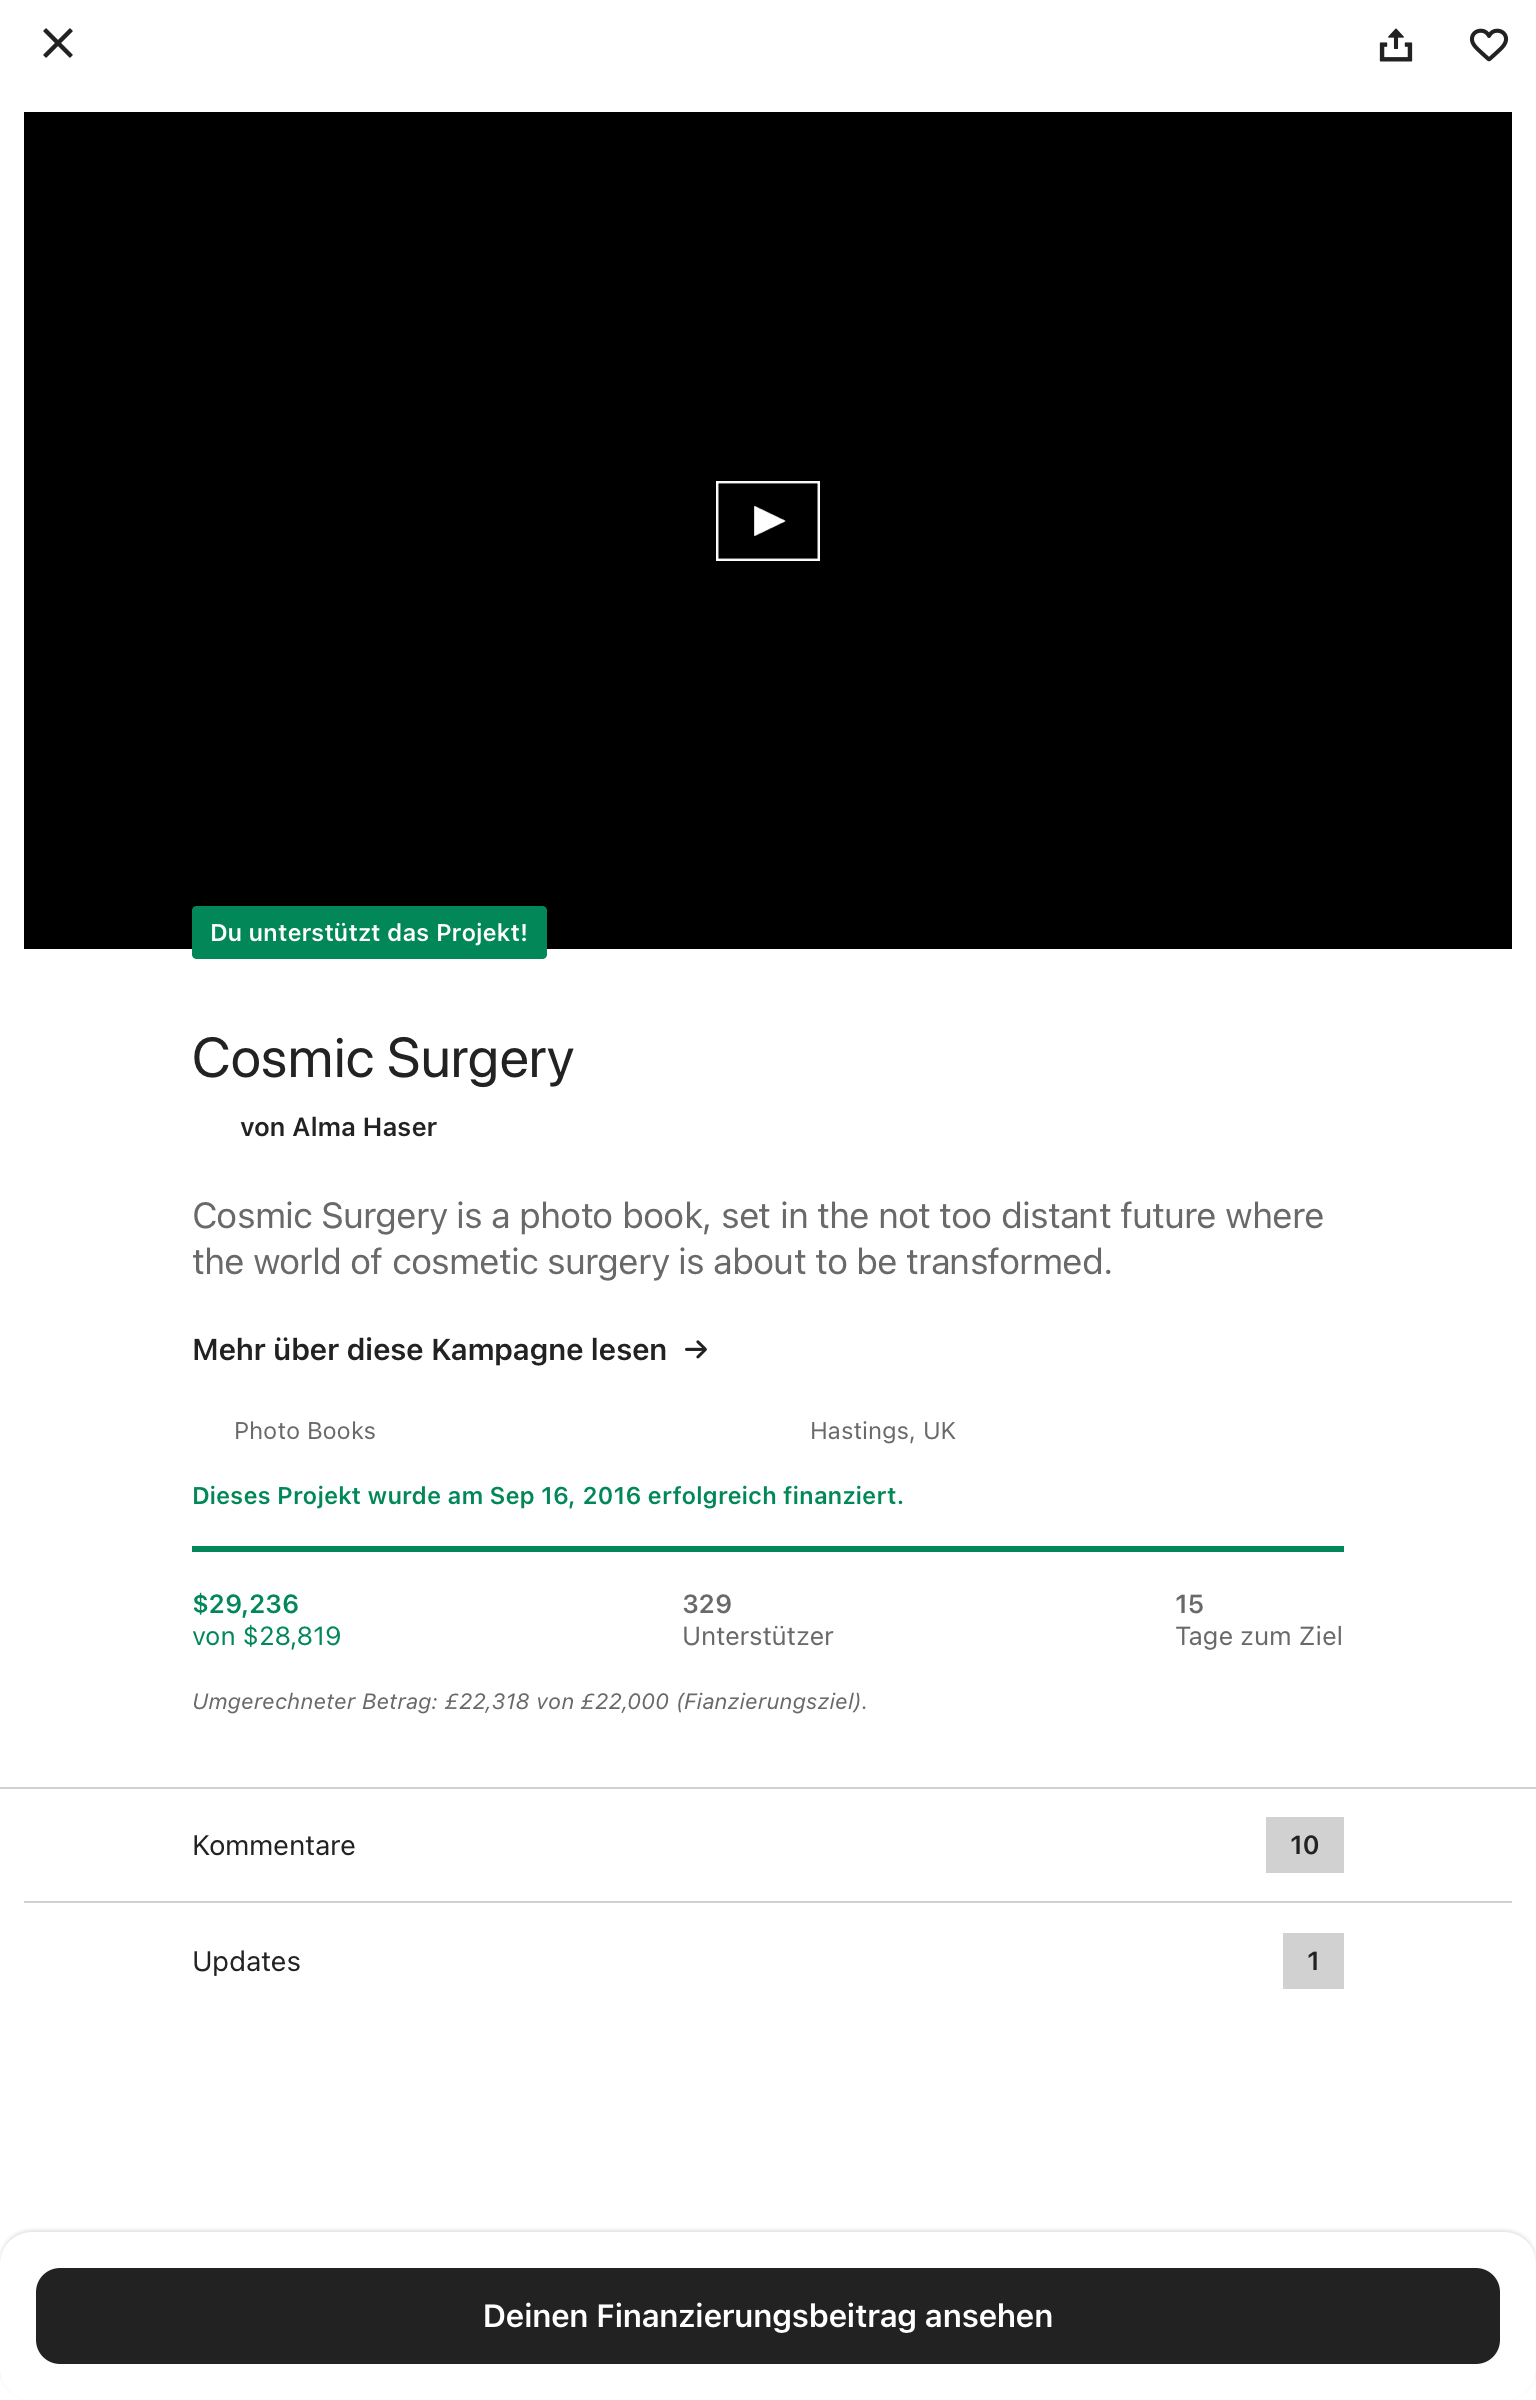 Du unterstützt das Projekt!
Cosmic Surgery
von Alma Haser
Cosmic Surgery is a photo book, set in the not too distant future where
the world of cosmetic surgery is about to be transformed.
Mehr über diese Kampagne lesen →
Photo Books
Hastings, UK
Dieses Projekt wurde am Sep 16, 2016 erfolgreich finanziert.
$29,236
von $28,819
329
Unterstützer
15
Tage zum Ziel
Umgerechneter Betrag: £22,318 von £22,000 (Fianzierungsziel).
Kommentare
10
Updates
1
Deinen Finanzierungsbeitrag ansehen